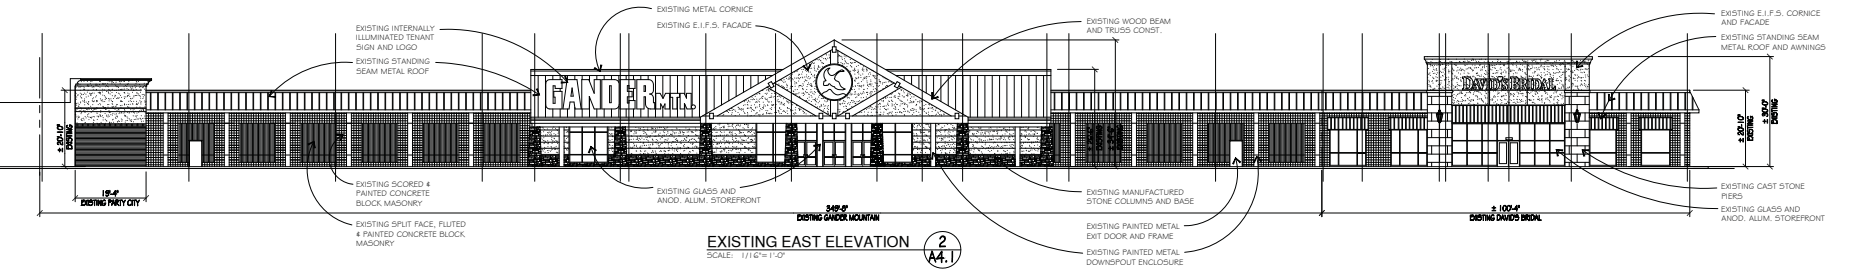 EXISTING METAL CORNICE
EXISTING E.I.F.S. FACADE
EXISTING INTERNALLY
ILLUMINATED TENANT
SIGN AND LOGO
EXISTING STANDING
SEAM METAL ROOF
EXISTING WOOD BEAM
AND TRUSS CONST.
EXISTING E.I.F.S. CORNICE
AND FACADE
EXISTING STANDING SEAM
METAL ROOF AND AWNINGS
GANDER MTN.
DAVID'S BRIDAL
± 20'-10"
EXISTING
± 20'-10"
EXISTING
± 30'-0"
EXISTING
19'-4"
EXISTING PARTY CITY
EXISTING SCORED &
PAINTED CONCRETE
BLOCK MASONRY
EXISTING SPLIT FACE, FLUTED
& PAINTED CONCRETE BLOCK
MASONRY
EXISTING GLASS AND
ANOD. ALUM. STOREFRONT
EXISTING GANDER MOUNTAIN
EXISTING MANUFACTURED
STONE COLUMNS AND BASE
EXISTING PAINTED METAL
EXIT DOOR AND FRAME
EXISTING PAINTED METAL
DOWNSPOUT ENCLOSURE
± 100'-4"
EXISTING DAVID'S BRIDAL
EXISTING CAST STONE
PIERS
EXISTING GLASS AND
ANOD. ALUM. STOREFRONT
EXISTING EAST ELEVATION
SCALE: 1/16"=1'-0"
2
A4.1